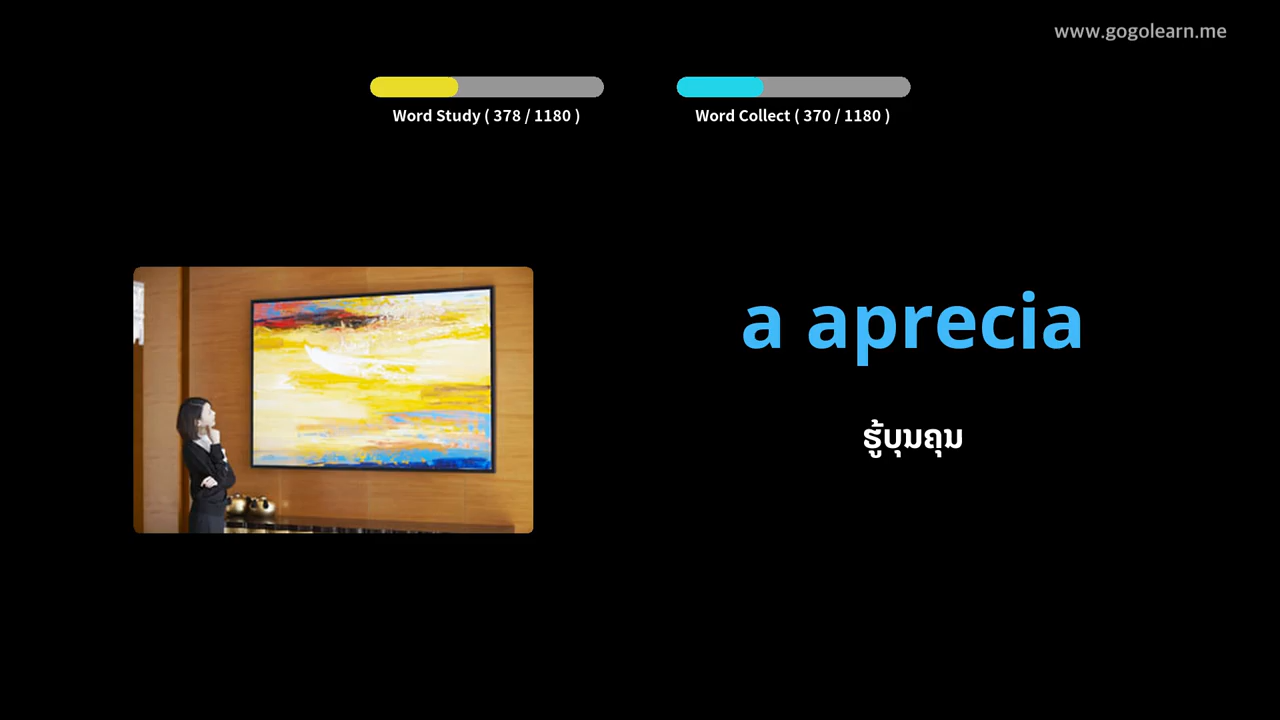 www.gogolearn.me
Word Study ( 378 / 1180 )
Word Collect ( 370 / 1180 )
a aprecia
ຮູ້ບຸນຄຸນ